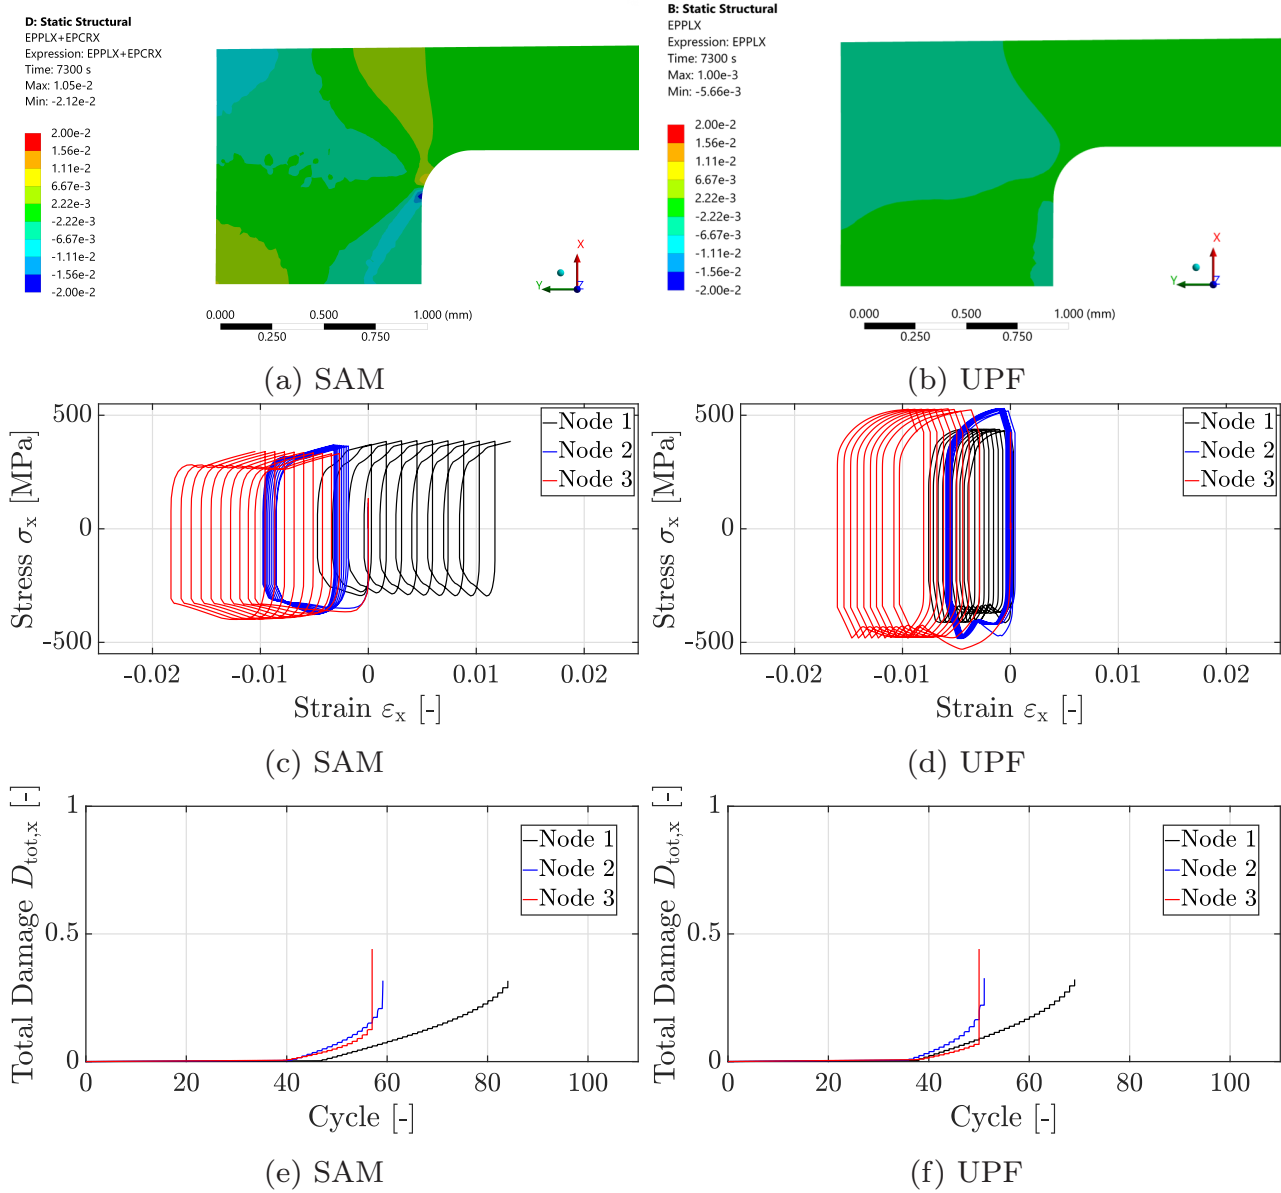 D: Static Structural
EPPLX+EPCRX
Expression: EPPLX+EPCRX
Time: 7300 s
Max: 1.05e-2
Min: -2.12e-2
2.00e-2
1.56e-2
1.11e-2
6.67e-3
2.22e-3
-2.22e-3
-6.67e-3
-1.11e-2
-1.56e-2
-2.00e-2
X
Y
Z
0.000
0.500
1.000 (mm)
0.250
0.750
(a) SAM
B: Static Structural
EPPLX
Expression: EPPLX
Time: 7300 s
Max: 1.00e-3
Min: -5.66e-3
2.00e-2
1.56e-2
1.11e-2
6.67e-3
2.22e-3
-2.22e-3
-6.67e-3
-1.11e-2
-1.56e-2
-2.00e-2
X
Y
Z
0.000
0.500
1.000 (mm)
0.250
0.750
(b) UPF
Stress σx [MPa]
500
0
-500
Node 1
Node 2
Node 3
-0.02
-0.01
0
0.01
0.02
Strain εx [-]
(c) SAM
Stress σx [MPa]
500
0
-500
Node 1
Node 2
Node 3
-0.02
-0.01
0
0.01
0.02
Strain εx [-]
(d) UPF
Total Damage Dtot,x [-]
1
0.5
0
Node 1
Node 2
Node 3
0
20
40
60
80
100
Cycle [-]
(e) SAM
Total Damage Dtot,x [-]
1
0.5
0
Node 1
Node 2
Node 3
0
20
40
60
80
100
Cycle [-]
(f) UPF